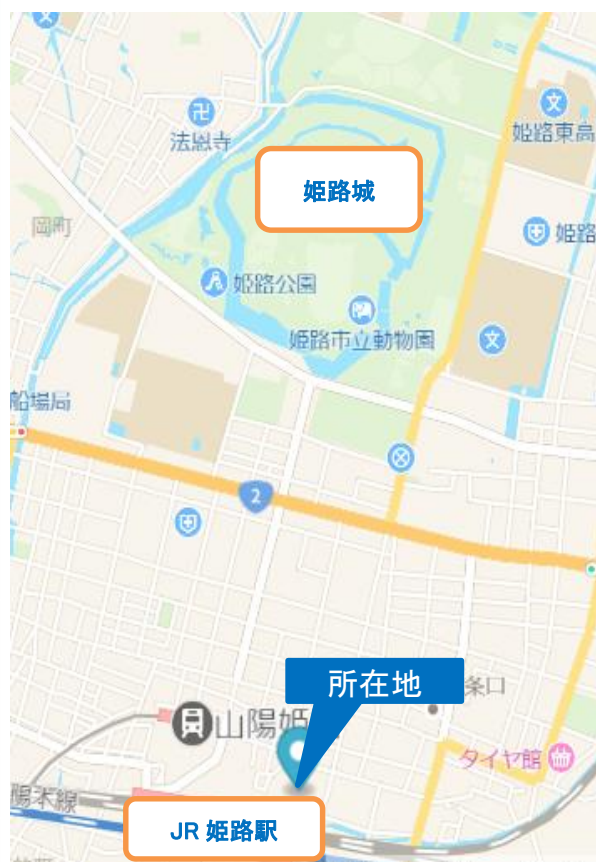 法恩寺
姫路東高
姫路城
岡町
姫路
姫路公園
姫路市立動物園
船場局
2
所在地
条口
山陽姫
タイヤ館
陽本線
JR 姫路駅